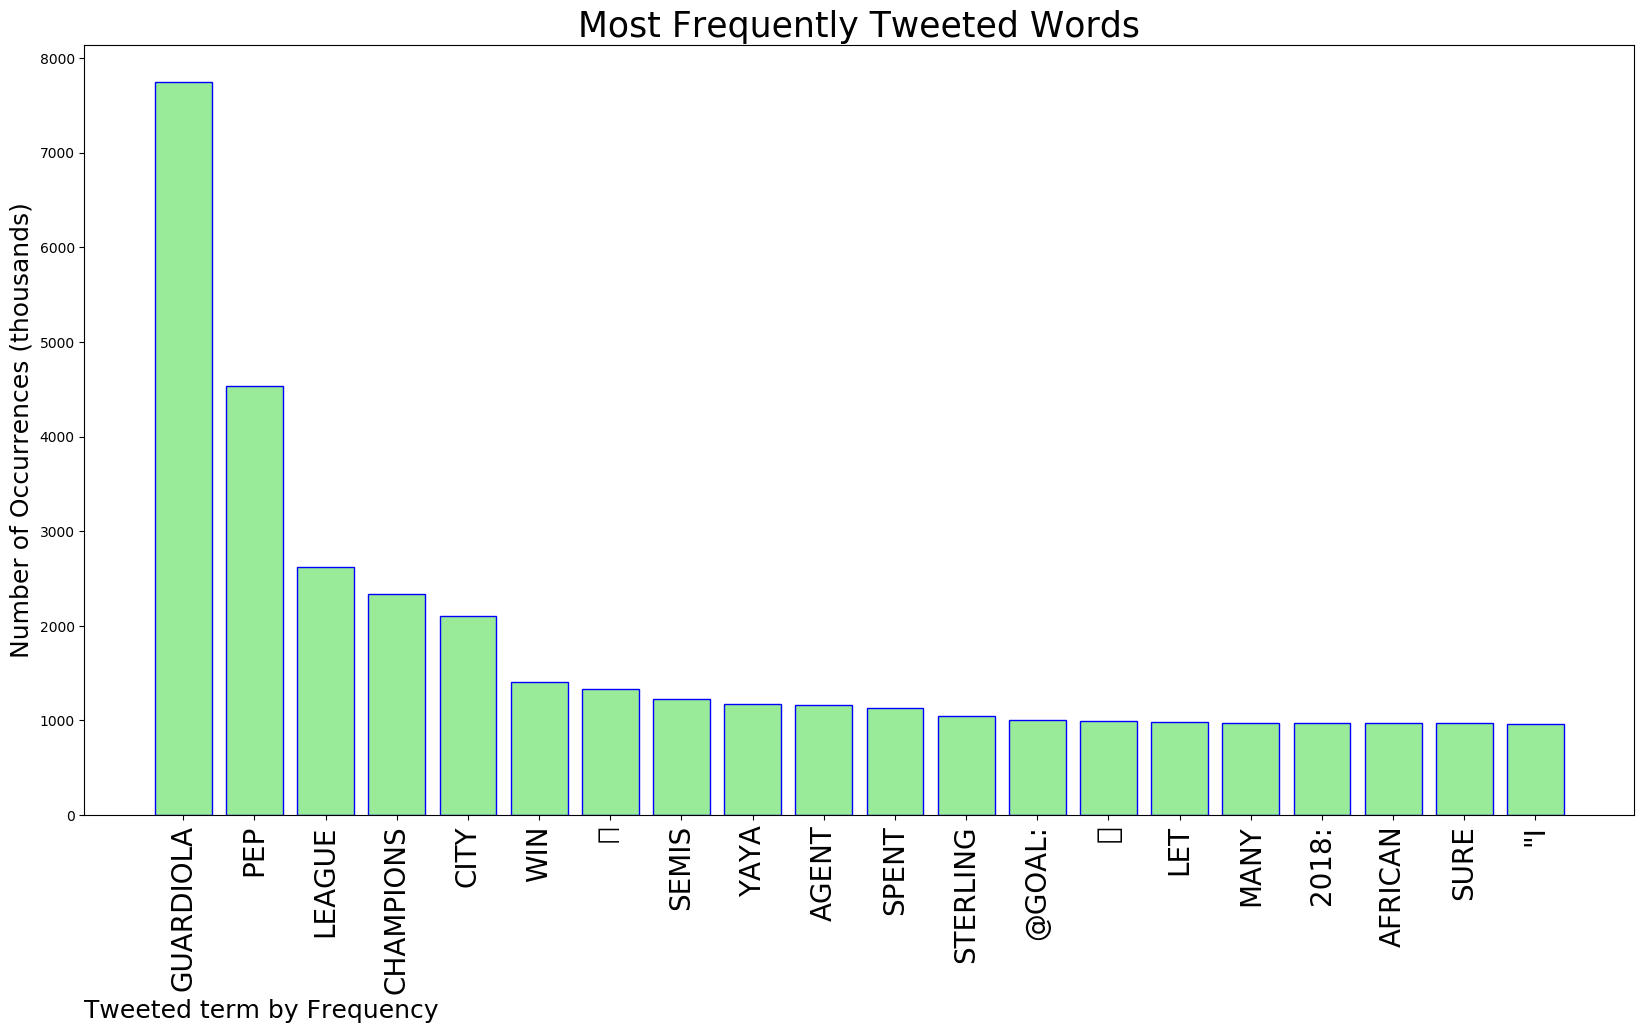 Most Frequently Tweeted Words
Number of Occurrences (thousands)
8000
7000
6000
5000
4000
3000
2000
1000
0
GUARDIOLA
PEP
LEAGUE
CHAMPIONS
CITY
WIN
SEMIS
YAYA
AGENT
SPENT
STERLING
@GOAL:
LET
MANY
2018:
AFRICAN
SURE
"I
Tweeted term by Frequency